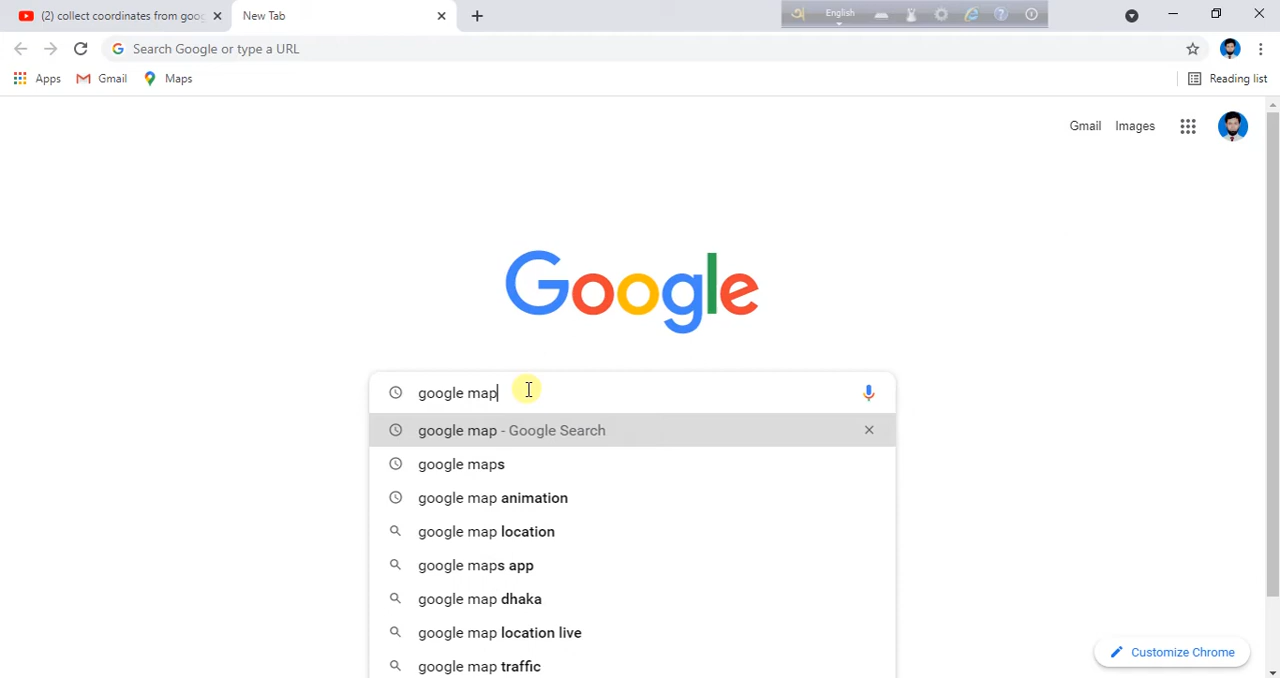 (2) collect coordinates from goo
New Tab
অ English
Search Google or type a URL
Apps Gmail Maps Reading list
Gmail Images
Google
google map
google map - Google Search
google maps
google map animation
google map location
google maps app
google map dhaka
google map location live
google map traffic
Customize Chrome